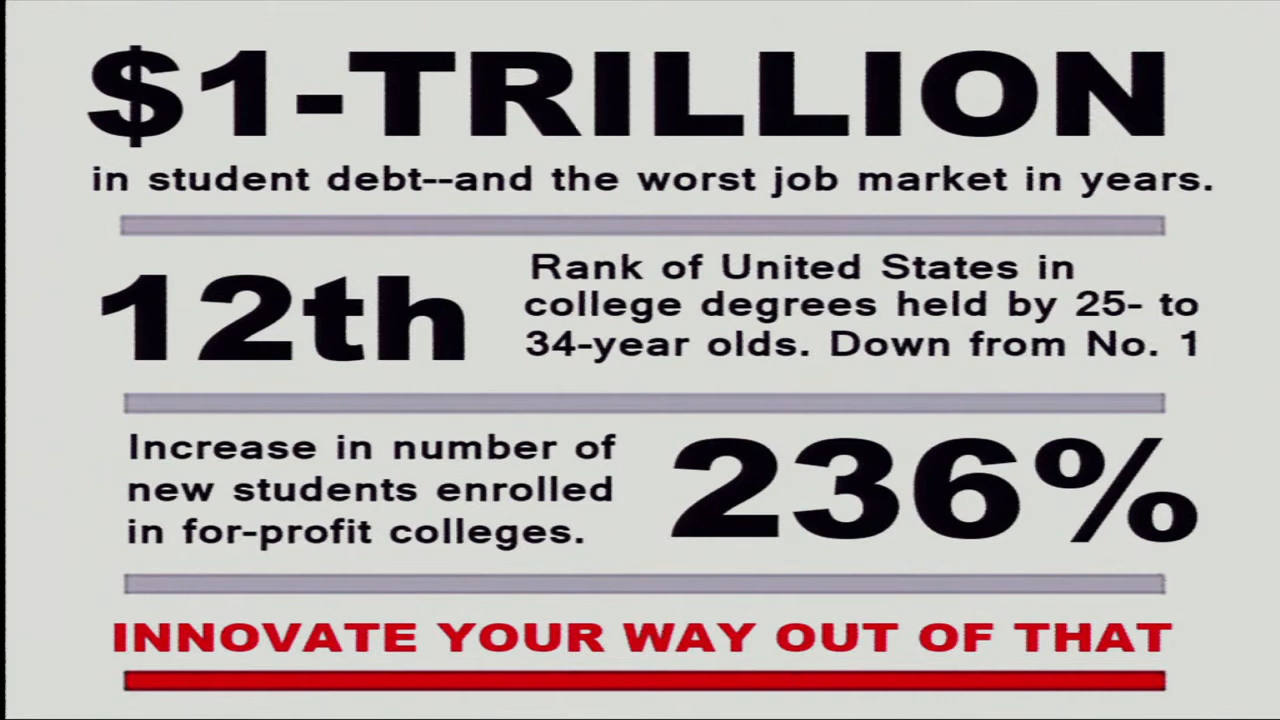 $1-TRILLION
in student debt--and the worst job market in years.
12th
Rank of United States in
college degrees held by 25- to
34-year olds. Down from No. 1
Increase in number of
new students enrolled
in for-profit colleges.
236%
INNOVATE YOUR WAY OUT OF THAT